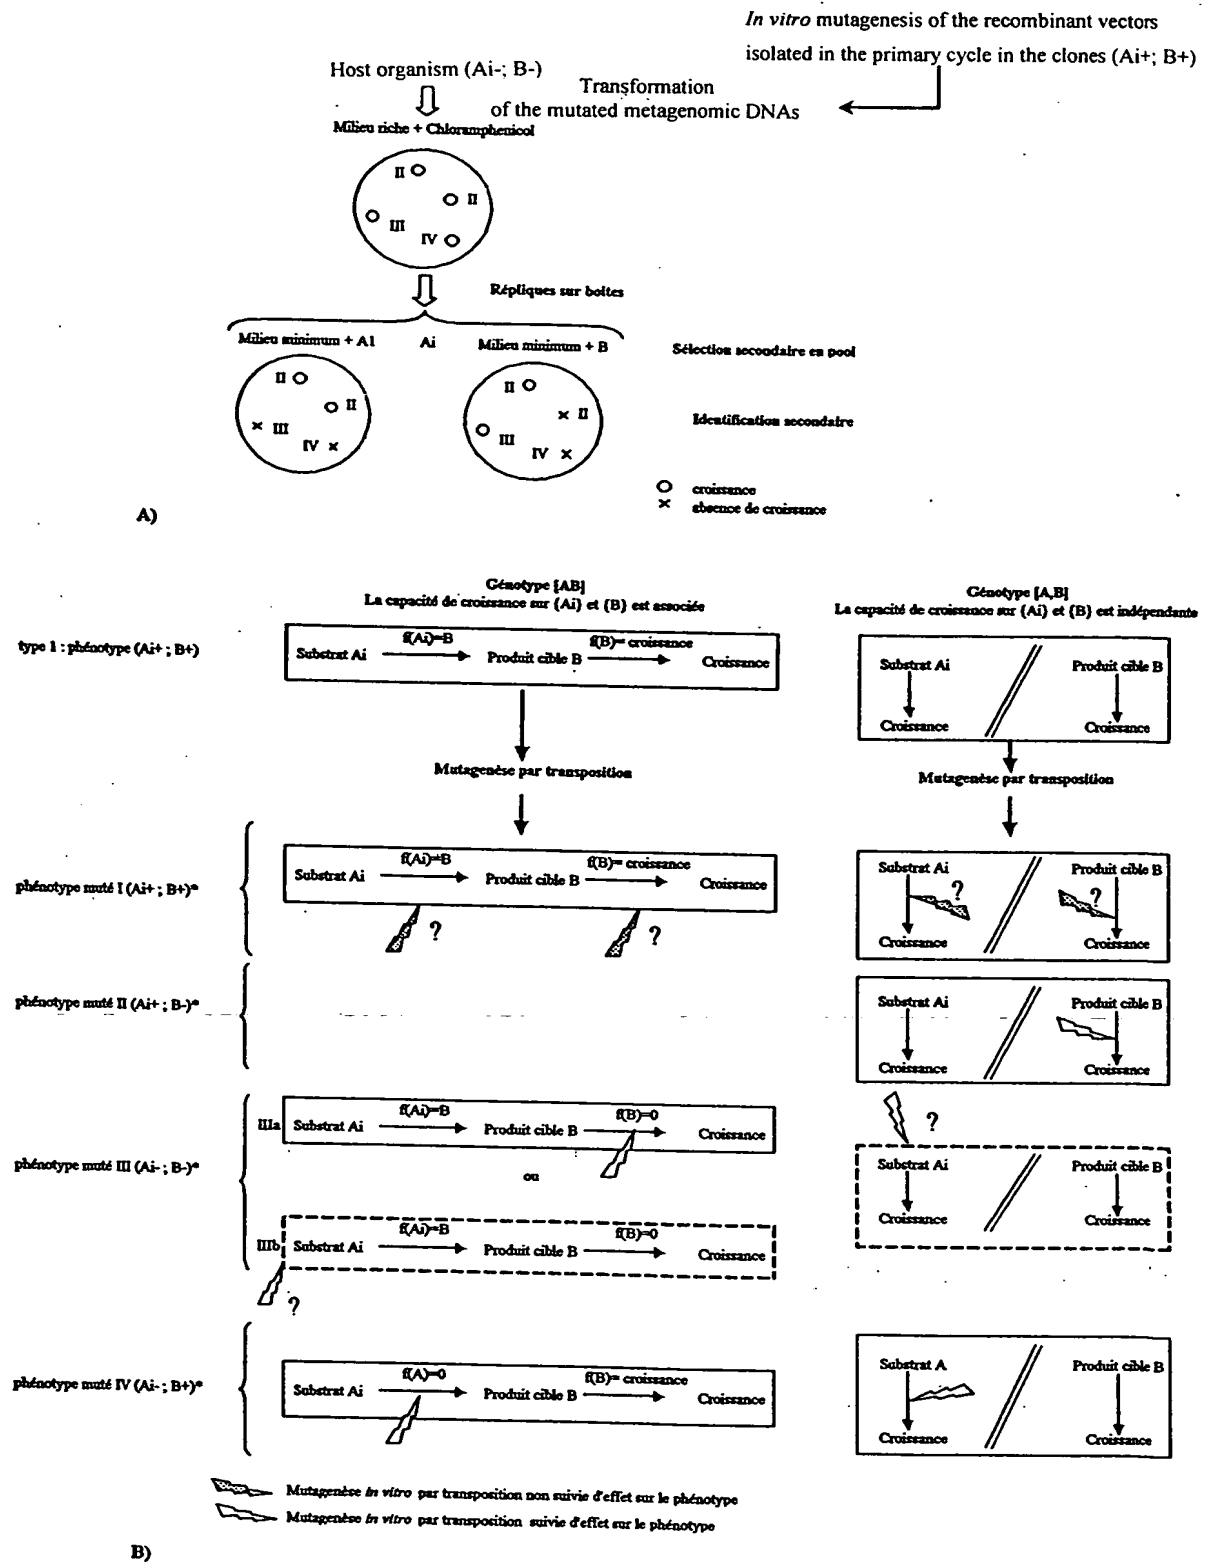 In vitro mutagenesis of the recombinant vectors
isolated in the primary cycle in the clones (Ai+; B+)
Host organism (Ai-; B-)
Transformation
of the mutated metagenomic DNAs
Milieu riche + Chloramphenicol
II
II
III
IV
Répliques sur boîtes
Milieu minimum + A1
Ai
Milieu minimum + B
Sélection secondaire en pool
II
II
III
IV
II
II
III
IV
Identification secondaire
croissance
absence de croissance
A)
Génotype [AB]
La capacité de croissance sur (Ai) et (B) est associée
Génotype [A,B]
La capacité de croissance sur (Ai) et (B) est indépendante
type 1 : phénotype (Ai+ ; B+)
f(Ai)=B
f(B)= croissance
Substrat Ai
Produit cible B
Croissance
Substrat Ai
Produit cible B
Croissance
Croissance
Mutagenèse par transposition
Mutagenèse par transposition
phénotype muté I (Ai+ ; B+)*
f(Ai)=B
f(B)= croissance
Substrat Ai
Produit cible B
Croissance
?
?
Substrat Ai
Produit cible B
?
?
Croissance
Croissance
phénotype muté II (Ai+ ; B-)*
Substrat Ai
Produit cible B
Croissance
Croissance
phénotype muté III (Ai- ; B-)*
IIIa
f(Ai)=B
f(B)=0
Substrat Ai
Produit cible B
Croissance
ou
IIIb
f(Ai)=B
f(B)=0
Substrat Ai
Produit cible B
Croissance
?
?
Substrat Ai
Produit cible B
Croissance
Croissance
phénotype muté IV (Ai- ; B+)*
f(A)=0
f(B)= croissance
Substrat Ai
Produit cible B
Croissance
Substrat A
Produit cible B
Croissance
Croissance
Mutagenèse in vitro par transposition non suivie d'effet sur le phénotype
Mutagenèse in vitro par transposition suivie d'effet sur le phénotype
B)